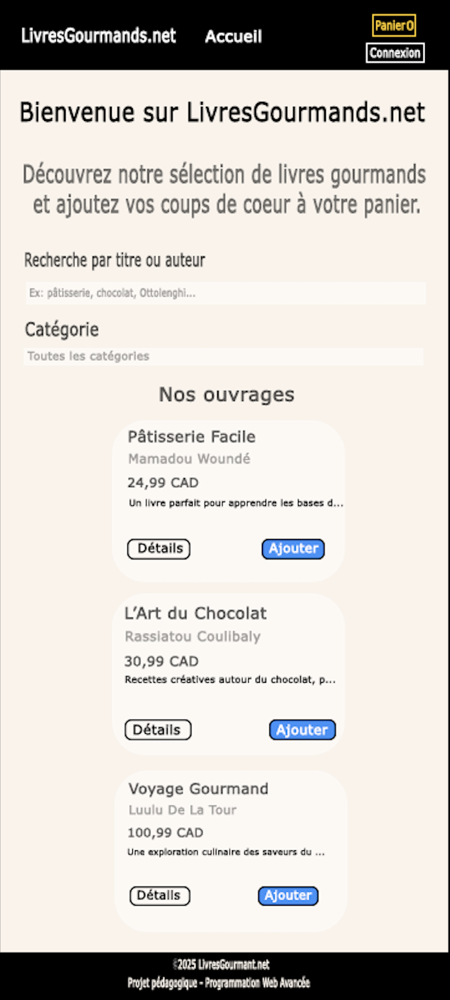 LivresGourmands.net
Accueil
Panier 0
Connexion
Bienvenue sur LivresGourmands.net
Découvrez notre sélection de livres gourmands
et ajoutez vos coups de coeur à votre panier.
Recherche par titre ou auteur
Ex: pâtisserie, chocolat, Ottolenghi...
Catégorie
Toutes les catégories
Nos ouvrages
Pâtisserie Facile
Mamadou Woundé
24,99 CAD
Un livre parfait pour apprendre les bases d...
Détails
Ajouter
L'Art du Chocolat
Rassiatou Coulibaly
30,99 CAD
Recettes créatives autour du chocolat, p...
Détails
Ajouter
Voyage Gourmand
Luulu De La Tour
100,99 CAD
Une exploration culinaire des saveurs du ...
Détails
Ajouter
©2025 LivresGourmant.net
Projet pédagogique - Programmation Web Avancée